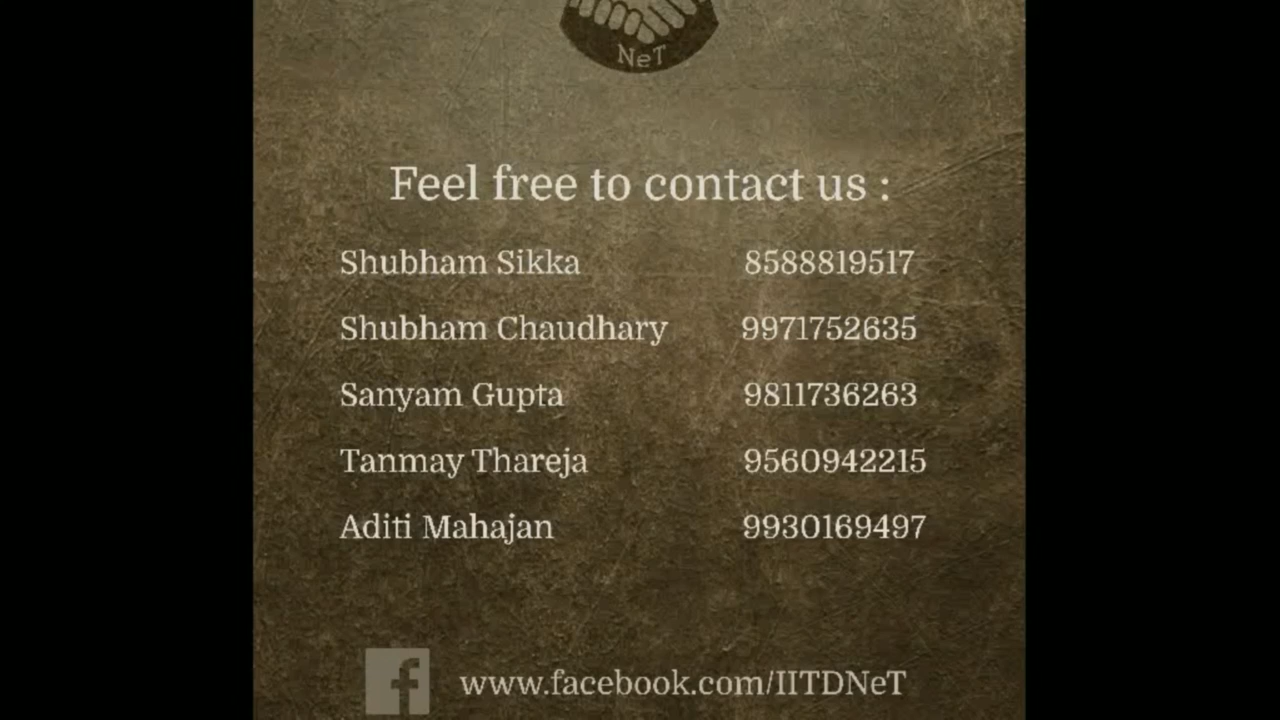 NeT
Feel free to contact us :
Shubham Sikka 8588819517
Shubham Chaudhary 9971752635
Sanyam Gupta 9811736263
Tanmay Thareja 9560942215
Aditi Mahajan 9930169497
f www.facebook.com/IITDNeT